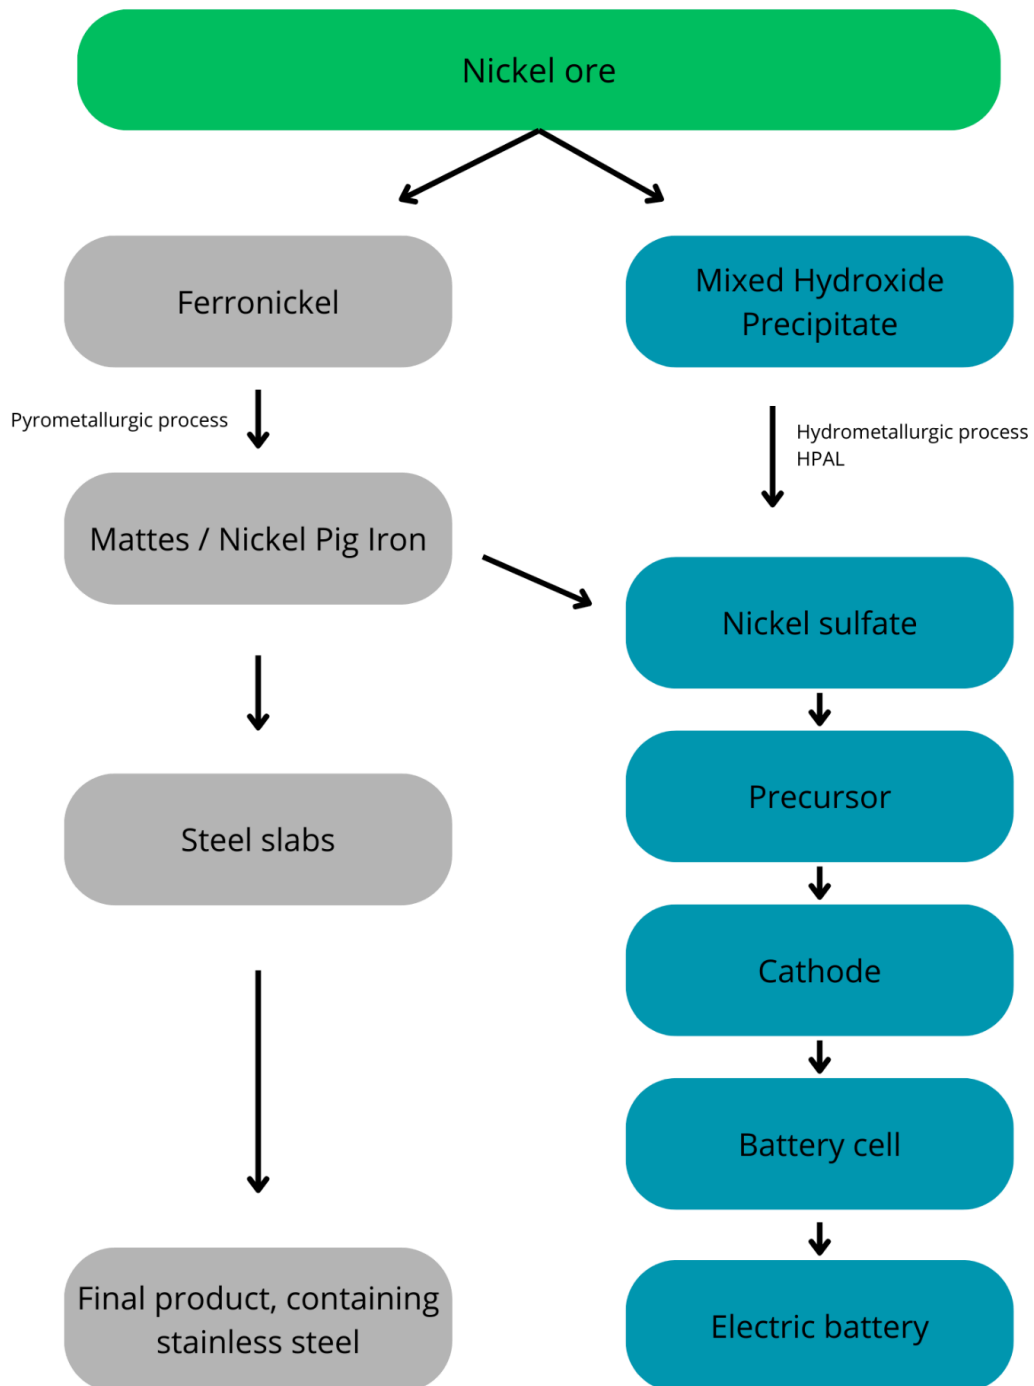 Nickel ore
Ferronickel
Mixed Hydroxide
Precipitate
Pyrometallurgic process
Hydrometallurgic process
HPAL
Mattes / Nickel Pig Iron
Nickel sulfate
Precursor
Steel slabs
Cathode
Battery cell
Final product, containing
stainless steel
Electric battery